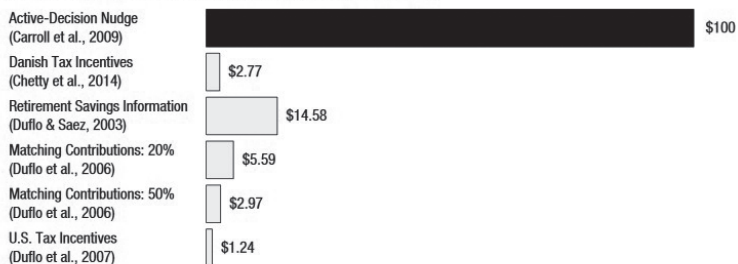 Active-Decision Nudge
(Carroll et al., 2009)
$100
Danish Tax Incentives
(Chetty et al., 2014)
$2.77
Retirement Savings Information
(Duflo & Saez, 2003)
$14.58
Matching Contributions: 20%
(Duflo et al., 2006)
$5.59
Matching Contributions: 50%
(Duflo et al., 2006)
$2.97
U.S. Tax Incentives
(Duflo et al., 2007)
$1.24